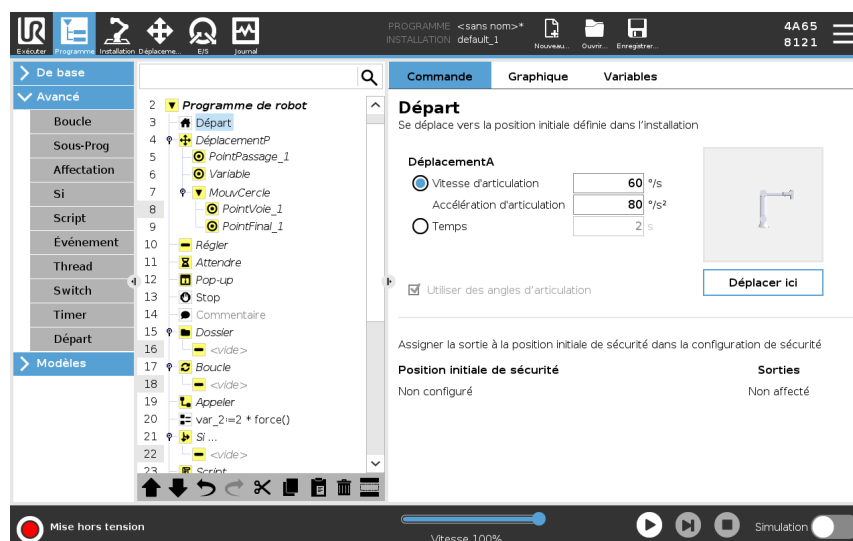 PROGRAMME <sans nom>*
INSTALLATION default_1
4A65
8121
Exécuter
Programme
Installation
Déplaceme...
E/S
Journal
Nouveau...
Ouvrir...
Enregistrer...
De base
Avancé
Boucle
Sous-Prog
Affectation
Si
Script
Événement
Thread
Switch
Timer
Départ
Modèles
2 Programme de robot
3 Départ
4 DéplacementP
5 PointPassage_1
6 Variable
7 MouvCercle
8 PointVoie_1
9 PointFinal_1
10 Régler
11 Attendre
12 Pop-up
13 Stop
14 Commentaire
15 Dossier
16 <vide>
17 Boucle
18 <vide>
19 Appeler
20 var_2:=2 * force()
21 Si ...
22 <vide>
23 Script
Commande
Graphique
Variables
Départ
Se déplace vers la position initiale définie dans l'installation
DéplacementA
Vitesse d'articulation 60 °/s
Accélération d'articulation 80 °/s²
Temps 2 s
Utiliser des angles d'articulation
Déplacer ici
Assigner la sortie à la position initiale de sécurité dans la configuration de sécurité
Position initiale de sécurité
Sorties
Non configuré
Non affecté
Mise hors tension
Vitesse 100%
Simulation